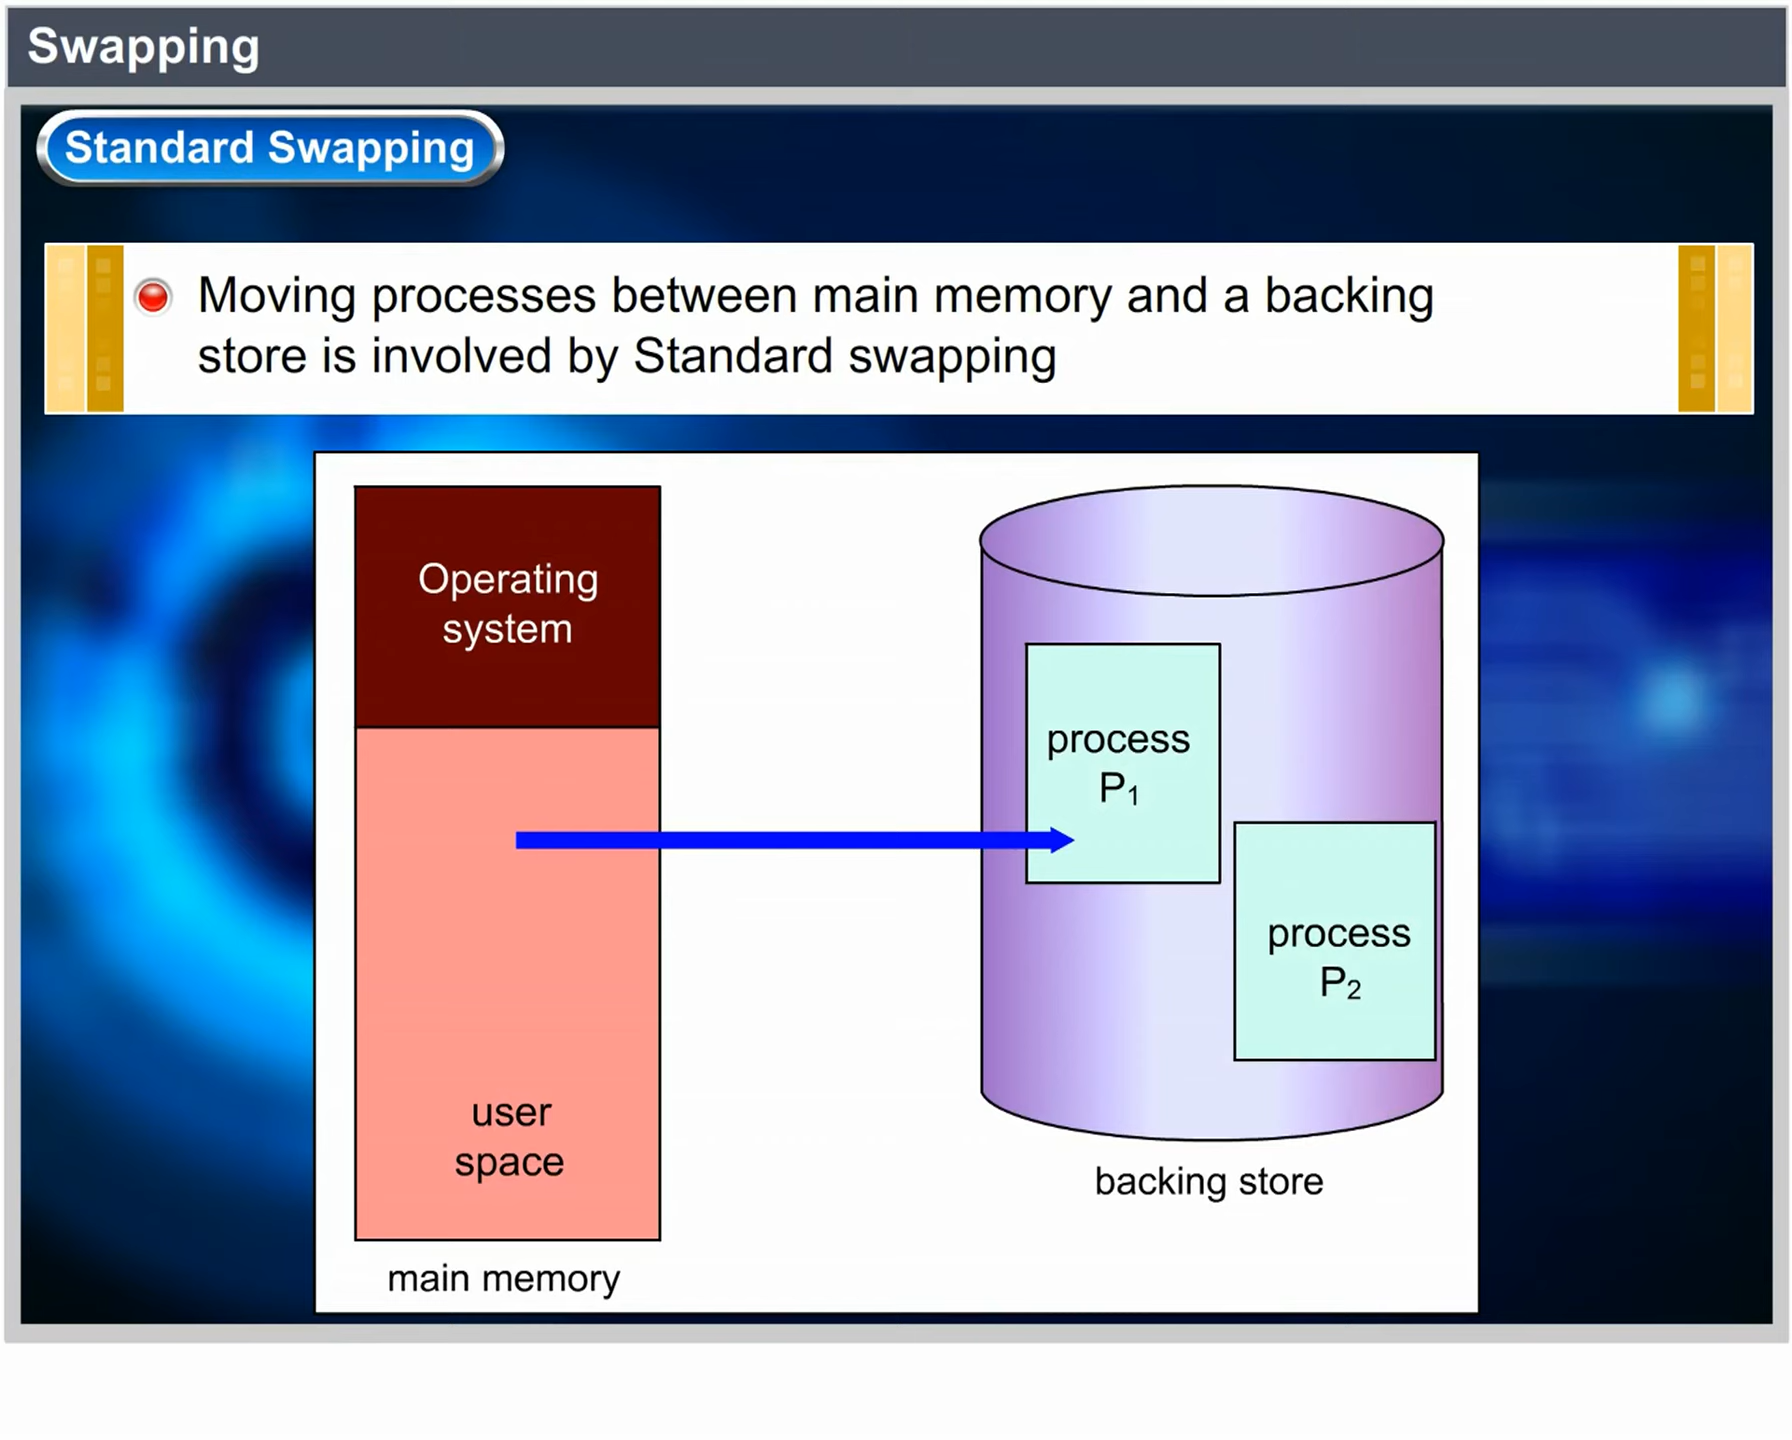 Swapping
Standard Swapping
Moving processes between main memory and a backing
store is involved by Standard swapping
Operating
system
process
P₁
process
P₂
user
space
backing store
main memory